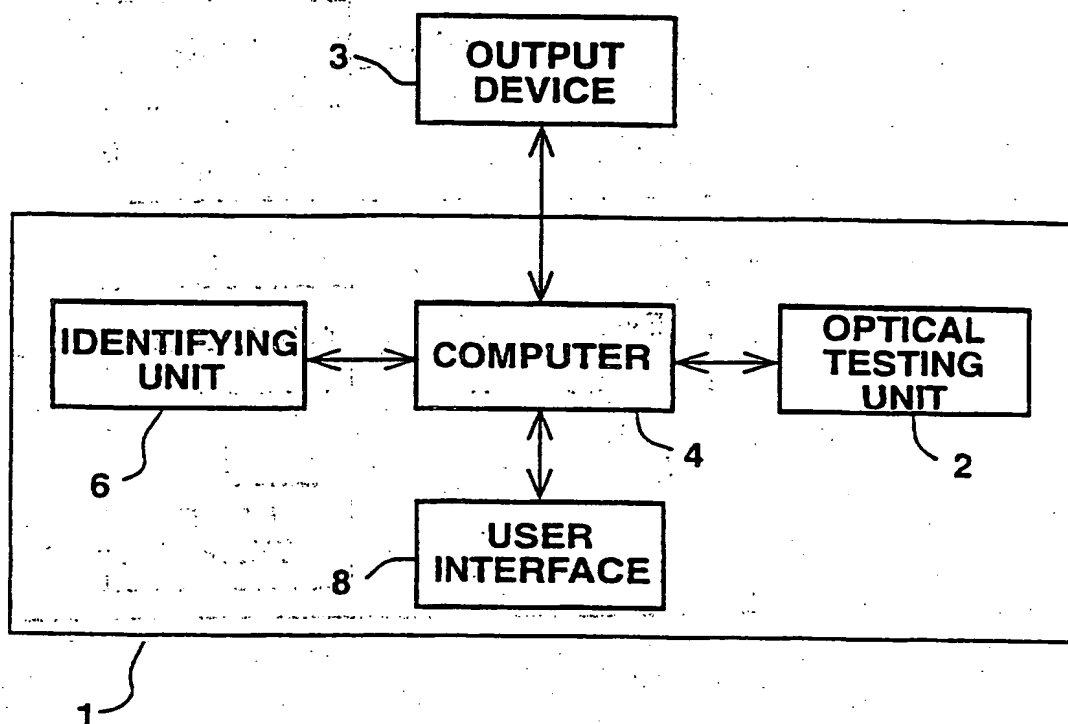 3
OUTPUT
DEVICE
IDENTIFYING
UNIT
COMPUTER
OPTICAL
TESTING
UNIT
6
4
2
USER
INTERFACE
8
1